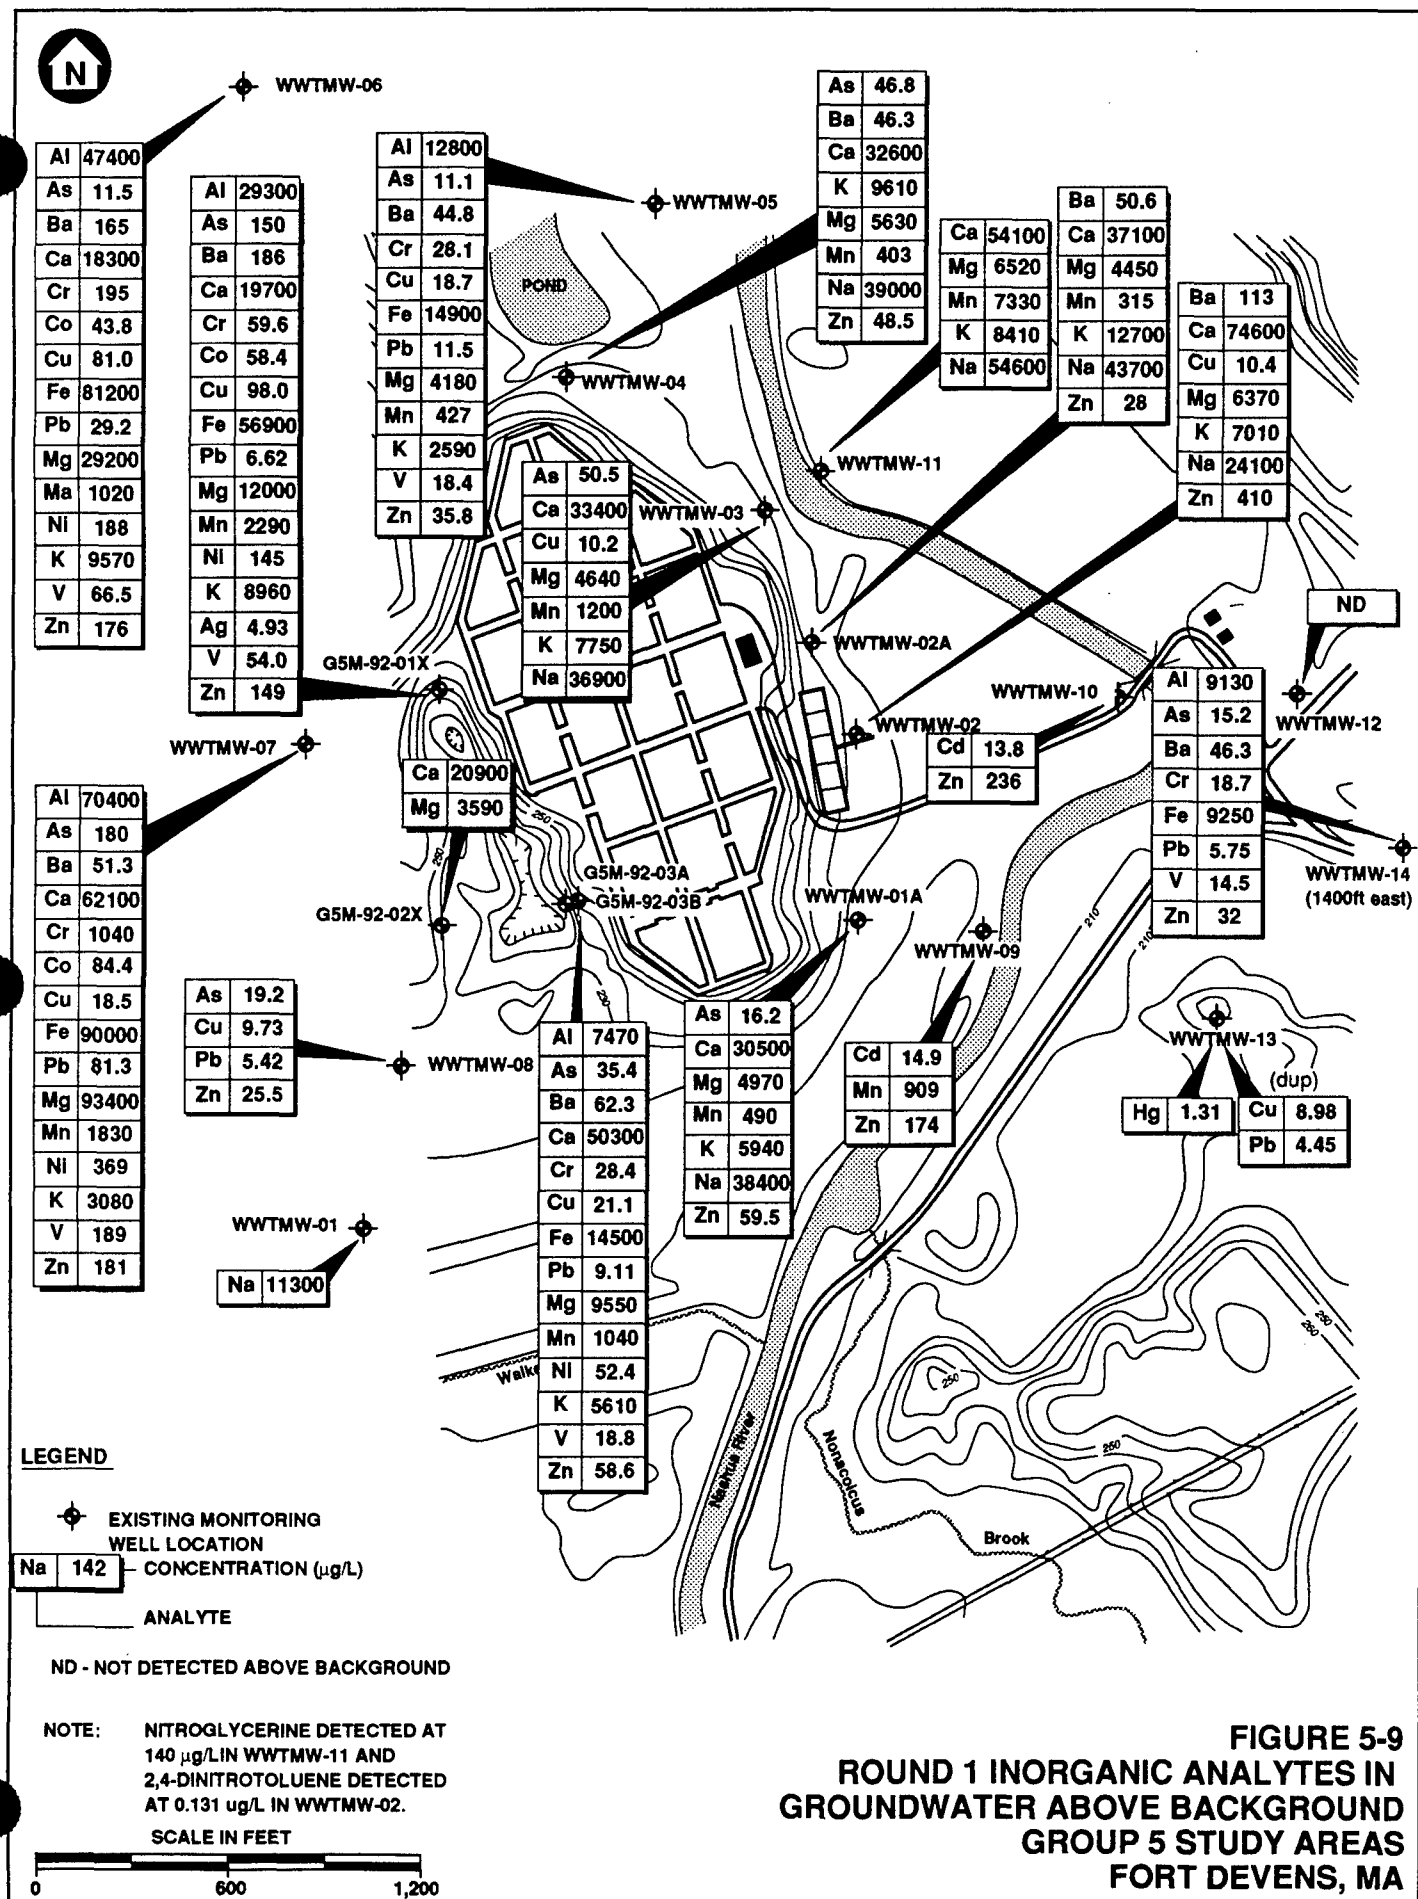 N
WWTMW-06
Al 47400
As 11.5
Ba 165
Ca 18300
Cr 195
Co 43.8
Cu 81.0
Fe 81200
Pb 29.2
Mg 29200
Ma 1020
Ni 188
K 9570
V 66.5
Zn 176
Al 29300
As 150
Ba 186
Ca 19700
Cr 59.6
Co 58.4
Cu 98.0
Fe 56900
Pb 6.62
Mg 12000
Mn 2290
Ni 145
K 8960
Ag 4.93
V 54.0
Zn 149
G5M-92-01X
Al 12800
As 11.1
Ba 44.8
Cr 28.1
Cu 18.7
Fe 14900
Pb 11.5
Mg 4180
Mn 427
K 2590
V 18.4
Zn 35.8
WWTMW-05
POND
As 46.8
Ba 46.3
Ca 32600
K 9610
Mg 5630
Mn 403
Na 39000
Zn 48.5
WWTMW-04
Ca 54100
Mg 6520
Mn 7330
K 8410
Na 54600
WWTMW-11
Ba 50.6
Ca 37100
Mg 4450
Mn 315
K 12700
Na 43700
Zn 28
WWTMW-02A
Ba 113
Ca 74600
Cu 10.4
Mg 6370
K 7010
Na 24100
Zn 410
WWTMW-02
As 50.5
Ca 33400
Cu 10.2
Mg 4640
Mn 1200
K 7750
Na 36900
WWTMW-03
ND
WWTMW-12
WWTMW-10
Cd 13.8
Zn 236
Al 9130
As 15.2
Ba 46.3
Cr 18.7
Fe 9250
Pb 5.75
V 14.5
Zn 32
WWTMW-14
(1400ft east)
WWTMW-07
Al 70400
As 180
Ba 51.3
Ca 62100
Cr 1040
Co 84.4
Cu 18.5
Fe 90000
Pb 81.3
Mg 93400
Mn 1830
Ni 369
K 3080
V 189
Zn 181
Ca 20900
Mg 3590
250
250
G5M-92-02X
G5M-92-03A
G5M-92-03B
230
WWTMW-01A
WWTMW-09
210
210
As 19.2
Cu 9.73
Pb 5.42
Zn 25.5
WWTMW-08
Al 7470
As 35.4
Ba 62.3
Ca 50300
Cr 28.4
Cu 21.1
Fe 14500
Pb 9.11
Mg 9550
Mn 1040
Ni 52.4
K 5610
V 18.8
Zn 58.6
As 16.2
Ca 30500
Mg 4970
Mn 490
K 5940
Na 38400
Zn 59.5
Cd 14.9
Mn 909
Zn 174
WWTMW-13
(dup)
Hg 1.31
Cu 8.98
Pb 4.45
WWTMW-01
Na 11300
250
260
250
260
Nashua River
Nonacoicus
Brook
LEGEND
EXISTING MONITORING
WELL LOCATION
Na 142 CONCENTRATION (µg/L)
ANALYTE
ND - NOT DETECTED ABOVE BACKGROUND
NOTE: NITROGLYCERINE DETECTED AT
140 µg/LIN WWTMW-11 AND
2,4-DINITROTOLUENE DETECTED
AT 0.131 ug/L IN WWTMW-02.
SCALE IN FEET
0 600 1,200
FIGURE 5-9
ROUND 1 INORGANIC ANALYTES IN
GROUNDWATER ABOVE BACKGROUND
GROUP 5 STUDY AREAS
FORT DEVENS, MA